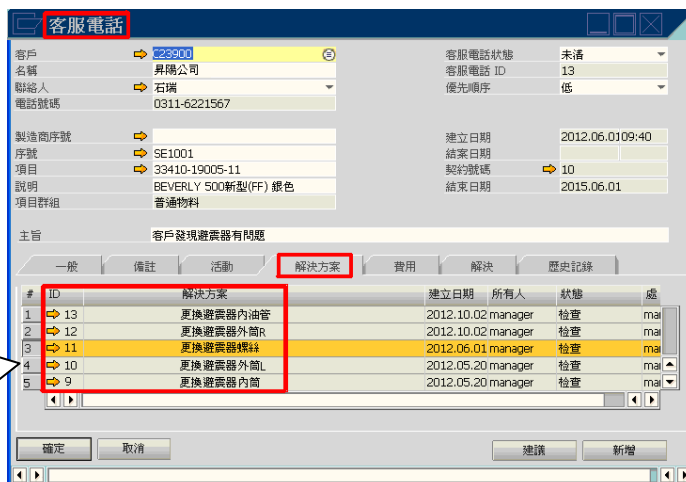 客服電話
客戶 C23900 客服電話狀態 未清
名稱 昇陽公司 客服電話 ID 13
聯絡人 石瑞 優先順序 低
電話號碼 0311-6221567
製造商序號 建立日期 2012.06.01 09:40
序號 SE1001 結案日期
項目 33410-19005-11 契約號碼 10
說明 BEVERLY 500新型(FF) 銀色 結束日期 2015.06.01
項目群組 普通物料
主旨 客戶發現避震器有問題
一般 備註 活動 解決方案 費用 解決 歷史記錄
# ID 解決方案 建立日期 所有人 狀態 處
1 13 更換避震器內油管 2012.10.02 manager 檢查 mai
2 12 更換避震器外筒R 2012.10.02 manager 檢查 mai
3 11 更換避震器螺絲 2012.06.01 manager 檢查 mai
4 10 更換避震器外筒L 2012.05.20 manager 檢查 mai
5 9 更換避震器內筒 2012.05.20 manager 檢查 mai
確定 取消 建議 新增